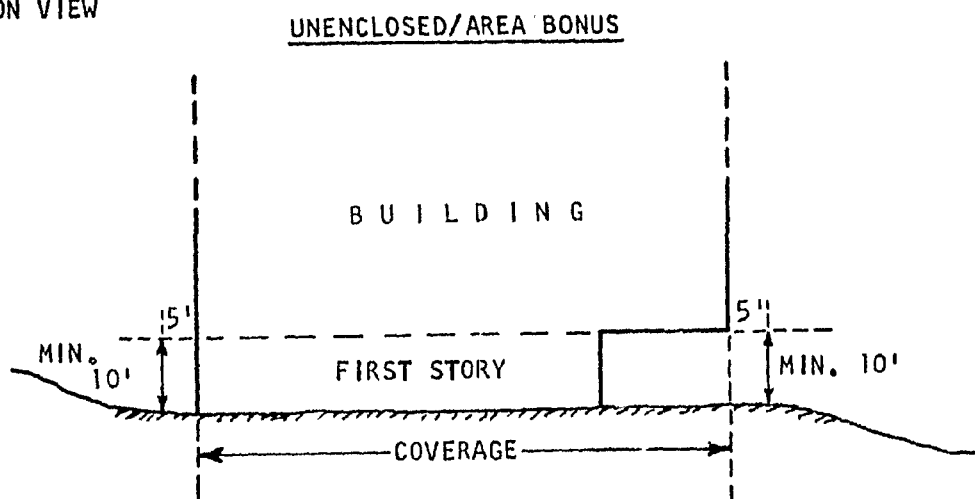 ON VIEW
UNENCLOSED/AREA BONUS
BUILDING
5'
5"
MIN.
10'
FIRST STORY
MIN. 10'
COVERAGE